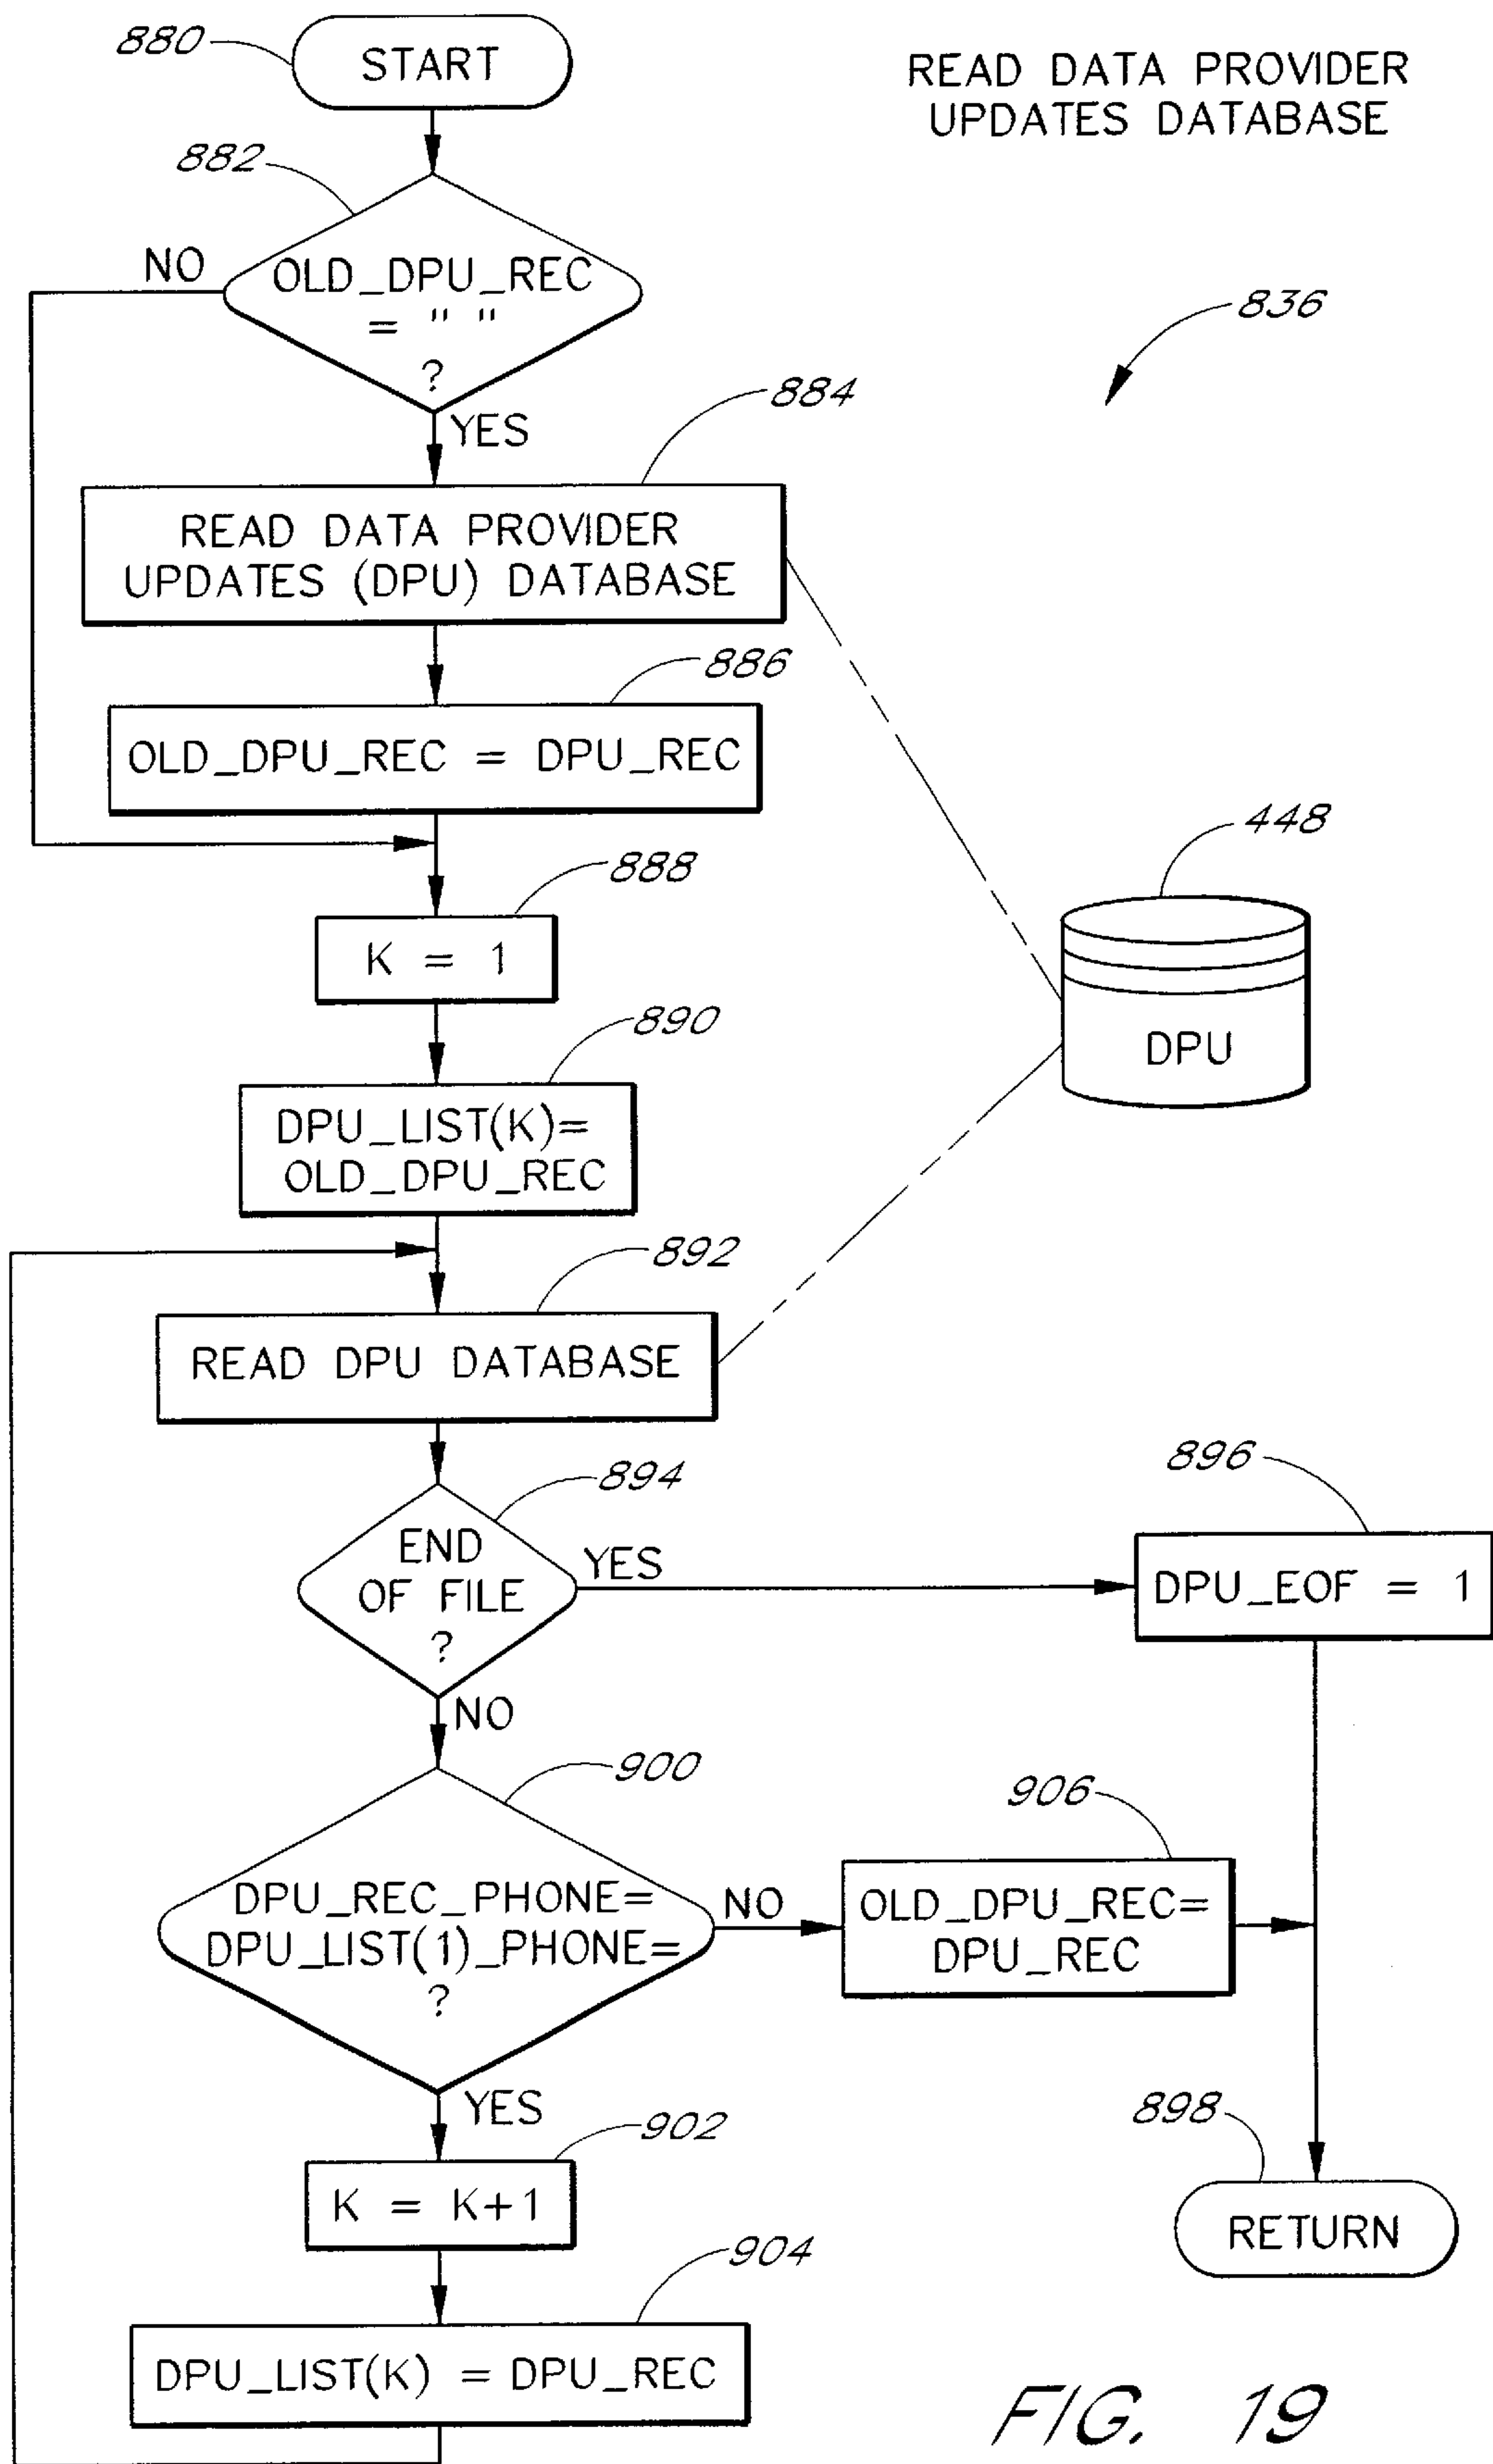 880
START
READ DATA PROVIDER
UPDATES DATABASE
882
NO
OLD_DPU_REC
= " "
?
836
YES
884
READ DATA PROVIDER
UPDATES (DPU) DATABASE
886
OLD_DPU_REC = DPU_REC
448
888
K = 1
DPU
890
DPU_LIST(K)=
OLD_DPU_REC
892
READ DPU DATABASE
894
END
OF FILE
?
YES
896
DPU_EOF = 1
NO
900
DPU_REC_PHONE=
DPU_LIST(1)_PHONE=
?
NO
906
OLD_DPU_REC=
DPU_REC
YES
902
K = K+1
898
RETURN
904
DPU_LIST(K) = DPU_REC
FIG. 19